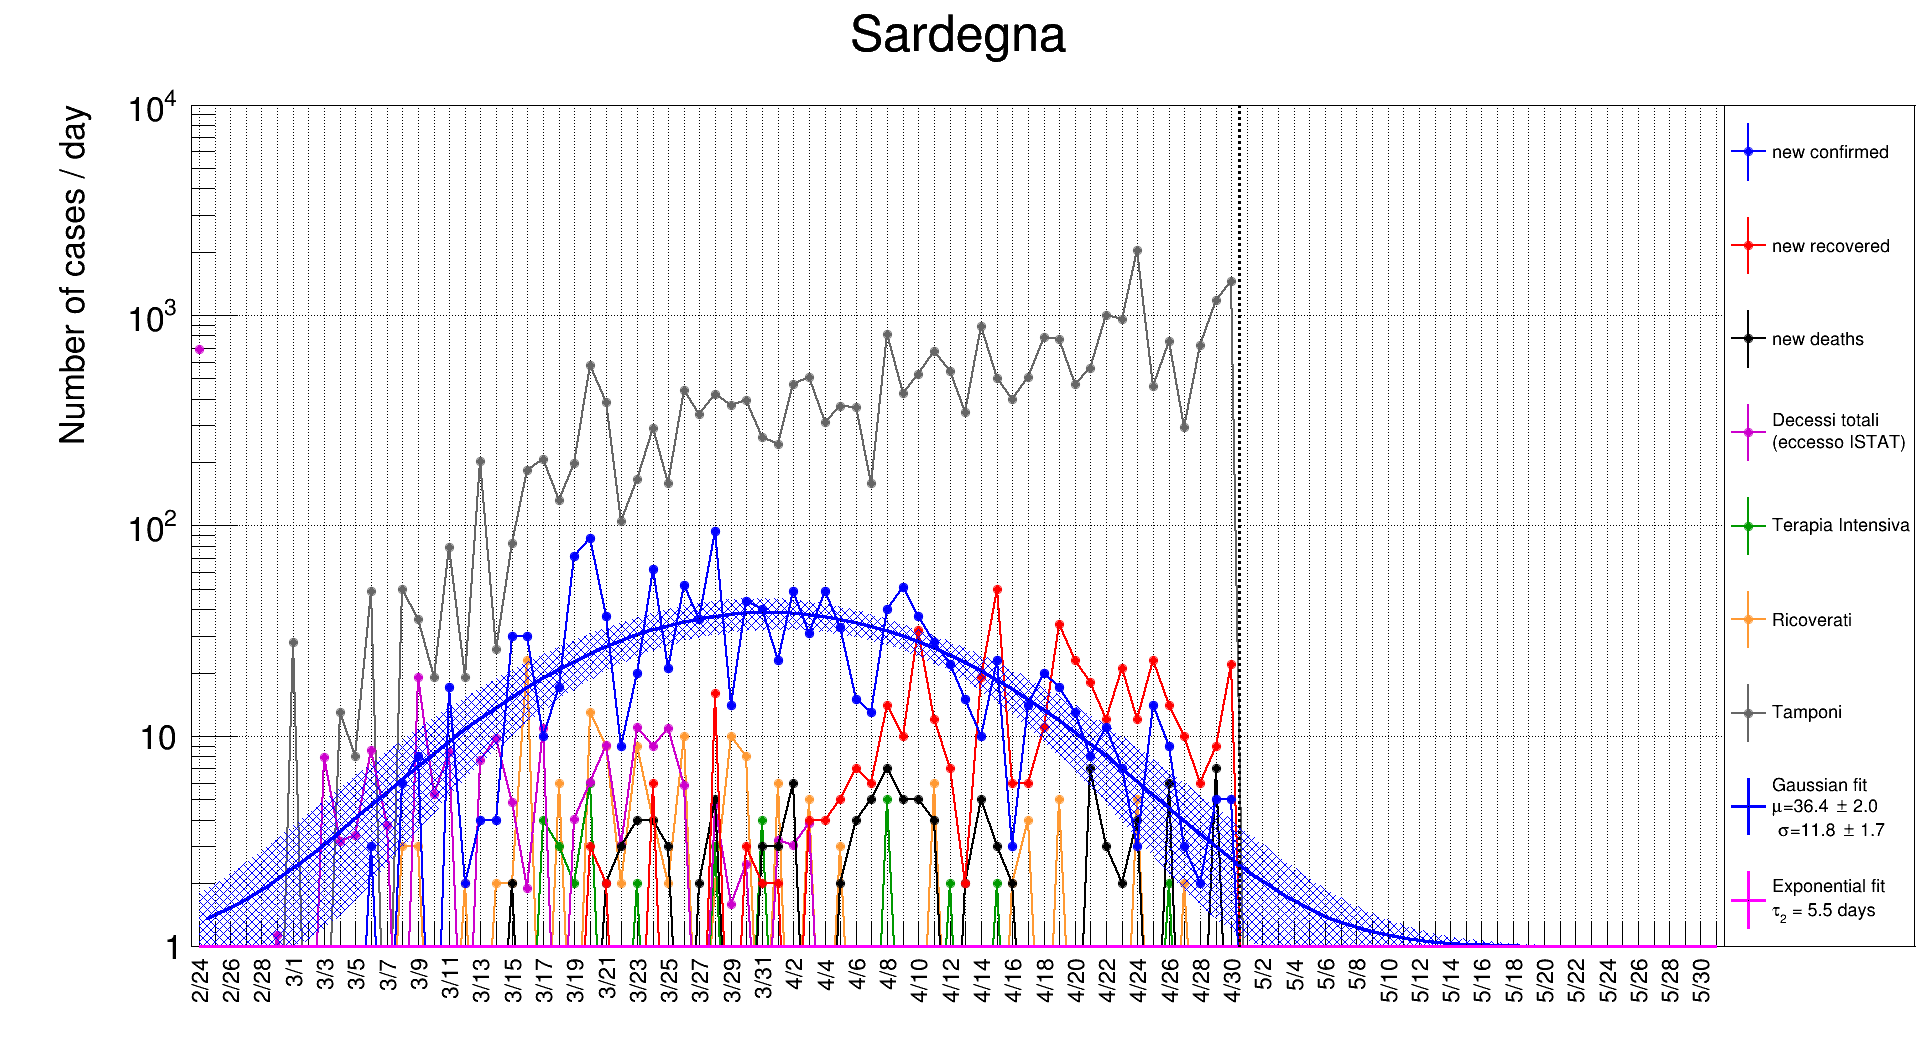 Sardegna
Number of cases / day
10^4
10^3
10^2
10
1
2/24 2/26 2/28 3/1 3/3 3/5 3/7 3/9 3/11 3/13 3/15 3/17 3/19 3/21 3/23 3/25 3/27 3/29 3/31 4/2 4/4 4/6 4/8 4/10 4/12 4/14 4/16 4/18 4/20 4/22 4/24 4/26 4/28 4/30 5/2 5/4 5/6 5/8 5/10 5/12 5/14 5/16 5/18 5/20 5/22 5/24 5/26 5/28 5/30
new confirmed
new recovered
new deaths
Decessi totali
(eccesso ISTAT)
Terapia Intensiva
Ricoverati
Tamponi
Gaussian fit
μ=36.4 ± 2.0
σ=11.8 ± 1.7
Exponential fit
τ2 = 5.5 days